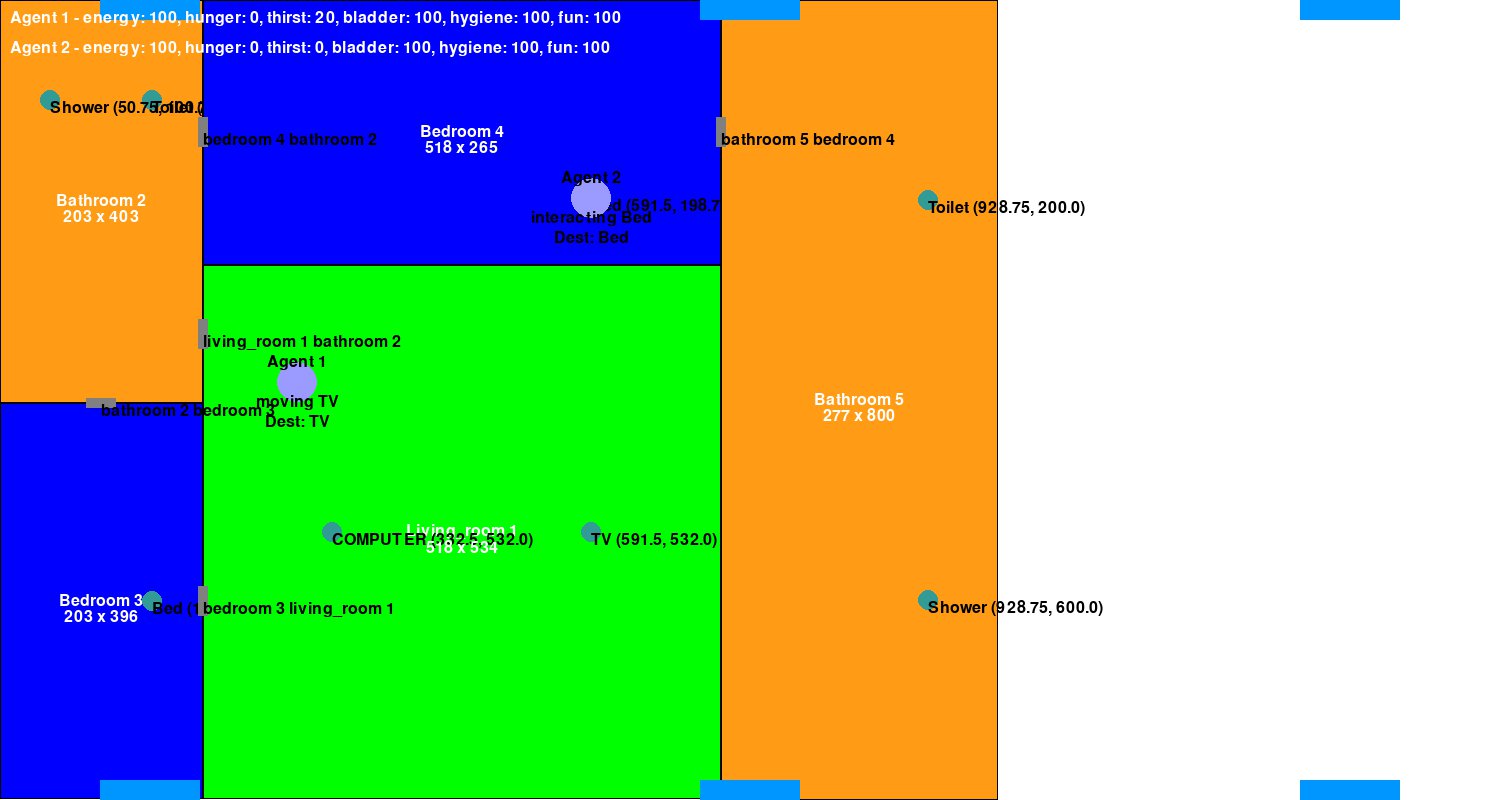 Agent 1 - energy: 100, hunger: 0, thirst: 20, bladder: 100, hygiene: 100, fun: 100
Agent 2 - energy: 100, hunger: 0, thirst: 0, bladder: 100, hygiene: 100, fun: 100
Shower (50.75, 100.
Toilet
bedroom 4 bathroom 2
Bedroom 4
518 x 265
bathroom 5 bedroom 4
Agent 2
(591.5, 198.7
interacting Bed
Dest: Bed
Bathroom 2
203 x 403
Toilet (928.75, 200.0)
living_room 1 bathroom 2
Agent 1
moving TV
Dest: TV
bathroom 2 bedroom 3
Bathroom 5
277 x 800
Living_room 1
518 x 534
COMPUTER (332.5, 532.0)
TV (591.5, 532.0)
Bedroom 3
203 x 396
Bed
bedroom 3 living_room 1
Shower (928.75, 600.0)